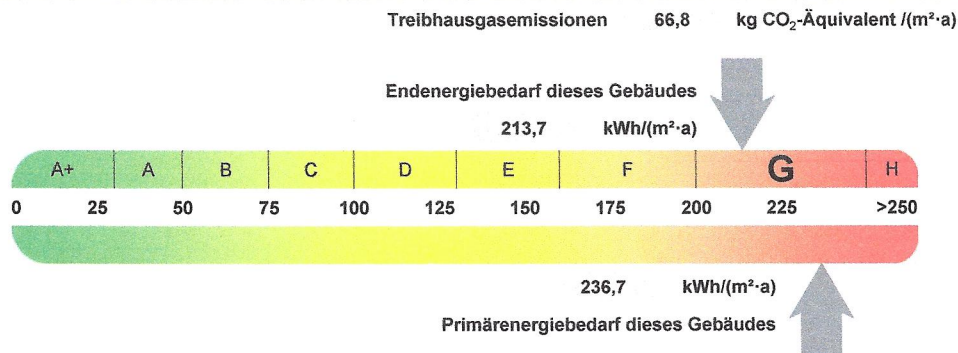 Treibhausgasemissionen 66,8 kg CO₂-Äquivalent /(m²·a)
Endenergiebedarf dieses Gebäudes
213,7 kWh/(m²·a)
A+ A B C D E F G H
0 25 50 75 100 125 150 175 200 225 >250
236,7 kWh/(m²·a)
Primärenergiebedarf dieses Gebäudes